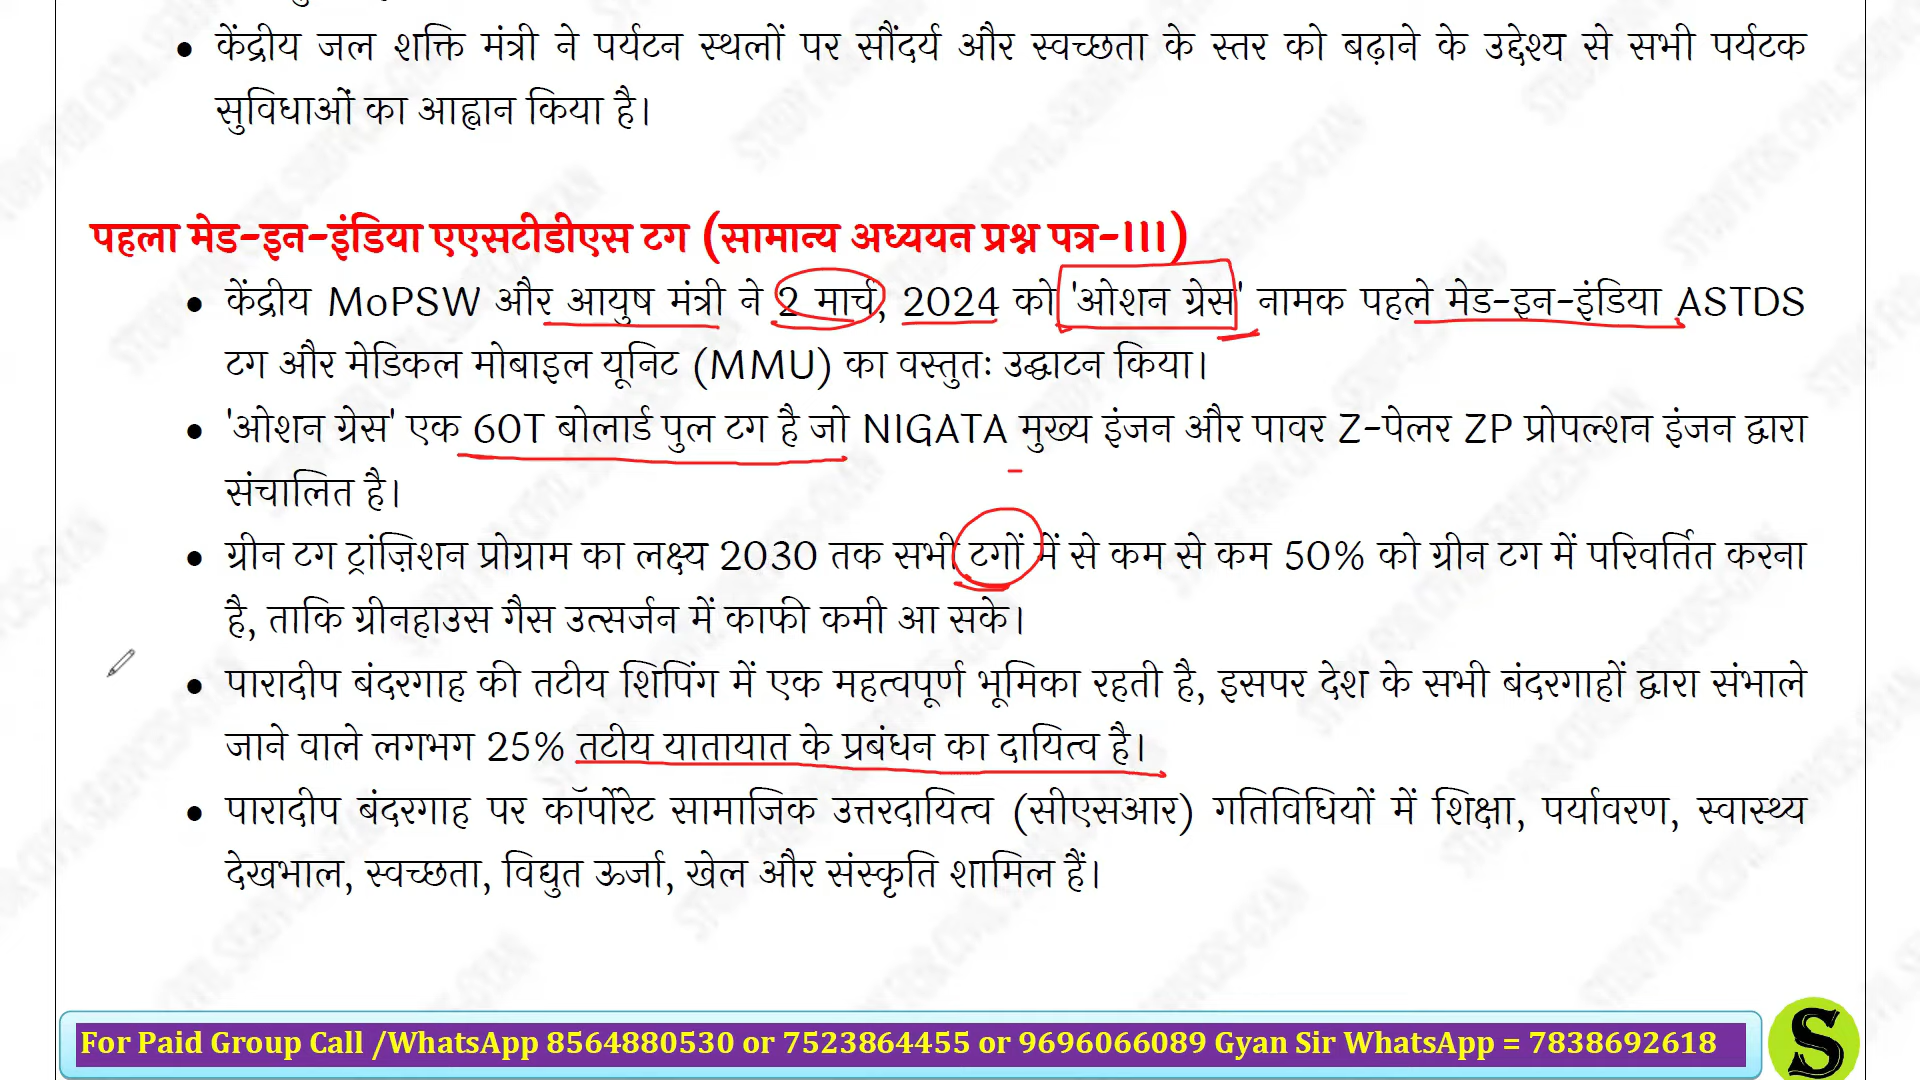 केंद्रीय जल शक्ति मंत्री ने पर्यटन स्थलों पर सौंदर्य और स्वच्छता के स्तर को बढ़ाने के उद्देश्य से सभी पर्यटक
सुविधाओं का आह्वान किया है।
पहला मेड-इन-इंडिया एएसटीडीएस टग (सामान्य अध्ययन प्रश्न पत्र-III)
केंद्रीय MoPSW और आयुष मंत्री ने 2 मार्च, 2024 को 'ओशन ग्रेस' नामक पहले मेड-इन-इंडिया ASTDS
टग और मेडिकल मोबाइल यूनिट (MMU) का वस्तुतः उद्घाटन किया।
'ओशन ग्रेस' एक 60T बोलार्ड पुल टग है जो NIGATA मुख्य इंजन और पावर Z-पेलर ZP प्रोपल्शन इंजन द्वारा
संचालित है।
ग्रीन टग ट्रांज़िशन प्रोग्राम का लक्ष्य 2030 तक सभी टगों में से कम से कम 50% को ग्रीन टग में परिवर्तित करना
है, ताकि ग्रीनहाउस गैस उत्सर्जन में काफी कमी आ सके।
पारादीप बंदरगाह की तटीय शिपिंग में एक महत्वपूर्ण भूमिका रहती है, इसपर देश के सभी बंदरगाहों द्वारा संभाले
जाने वाले लगभग 25% तटीय यातायात के प्रबंधन का दायित्व है।
पारादीप बंदरगाह पर कॉर्पोरेट सामाजिक उत्तरदायित्व (सीएसआर) गतिविधियों में शिक्षा, पर्यावरण, स्वास्थ्य
देखभाल, स्वच्छता, विद्युत ऊर्जा, खेल और संस्कृति शामिल हैं।
For Paid Group Call /WhatsApp 8564880530 or 7523864455 or 9696066089 Gyan Sir WhatsApp = 7838692618
S